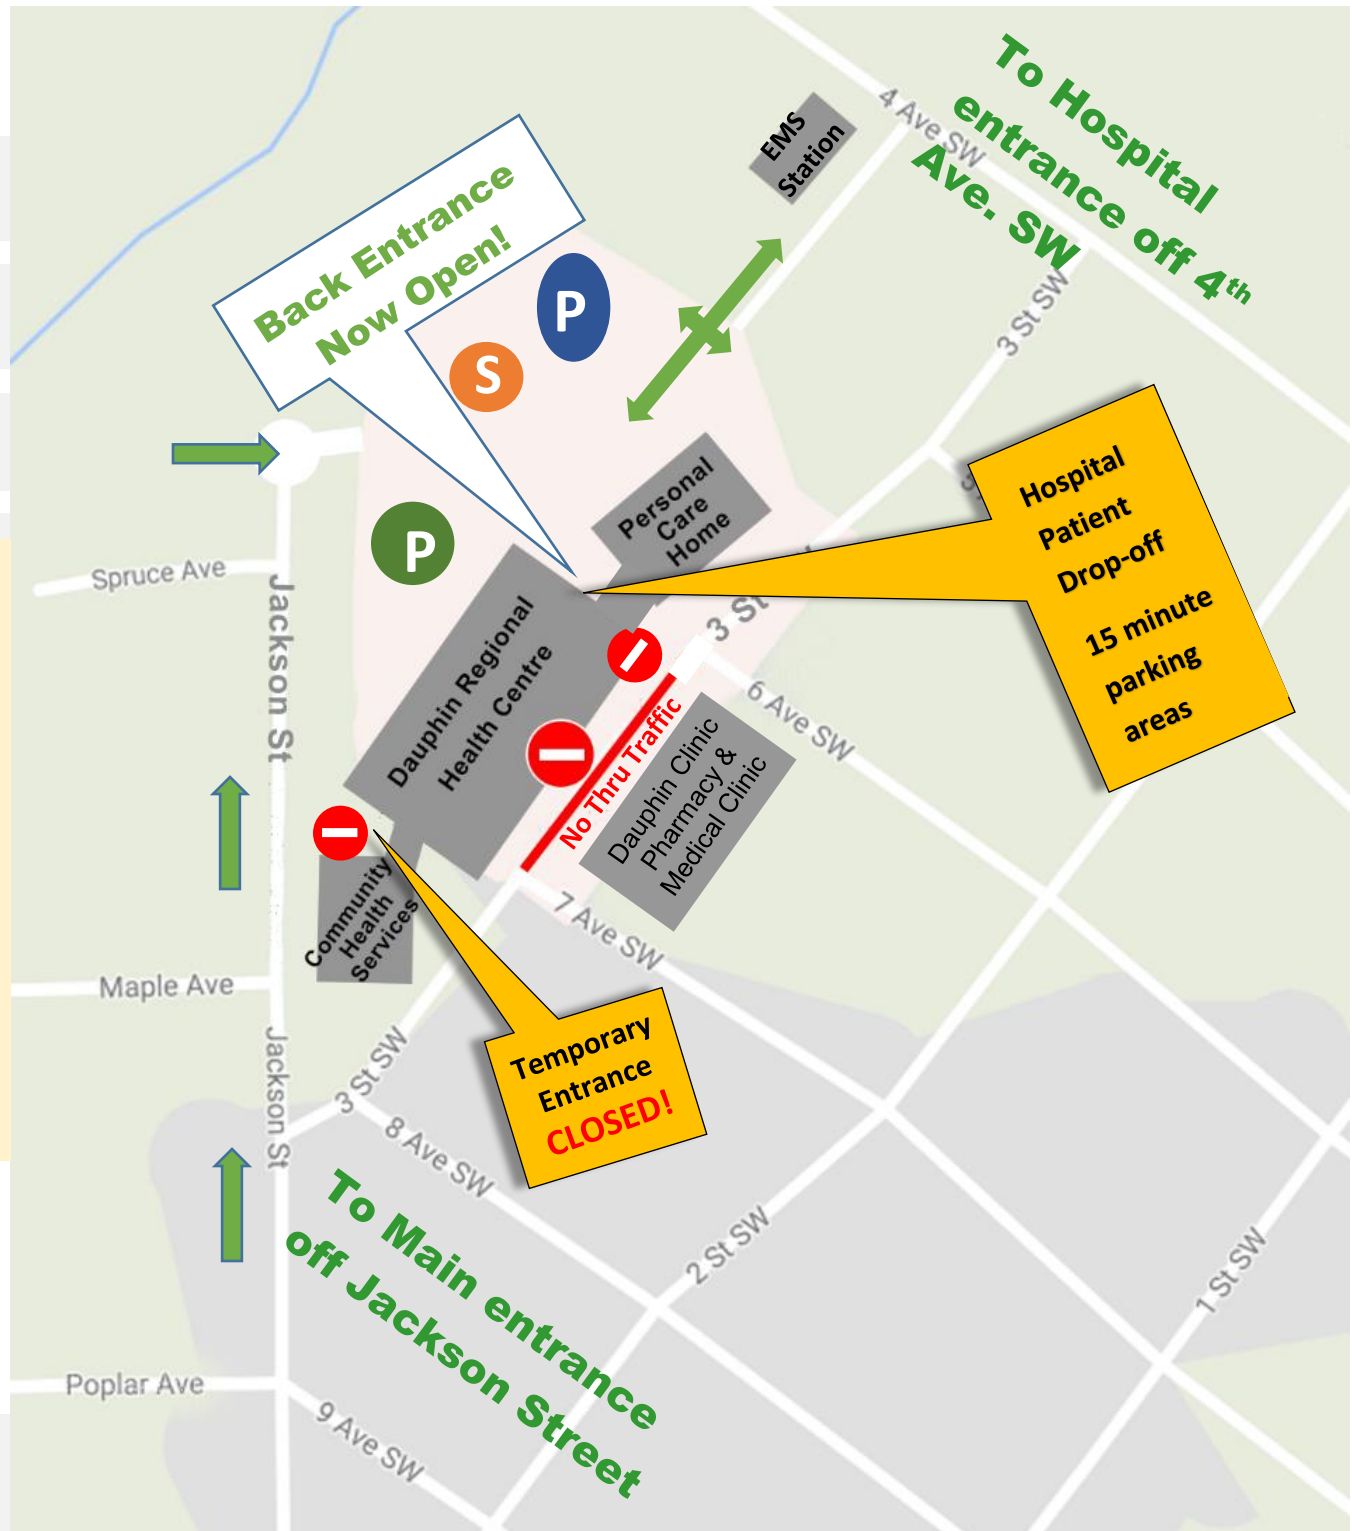 To Hospital
entrance off 4th
Ave. SW
4 Ave SW
EMS
Station
Back Entrance
Now Open!
P
S
3 St SW
P
Hospital
Patient
Drop-off
15 minute
parking
areas
Personal
Care
Home
Spruce Ave
Jackson St
Dauphin Regional
Health Centre
3 St
6 Ave SW
No Thru Traffic
Dauphin Clinic
Pharmacy &
Medical Clinic
Community
Health
Services
7 Ave SW
Maple Ave
Jackson St
3 St SW
Temporary
Entrance
CLOSED!
8 Ave SW
To Main entrance
off Jackson Street
2 St SW
1 St SW
Poplar Ave
9 Ave SW